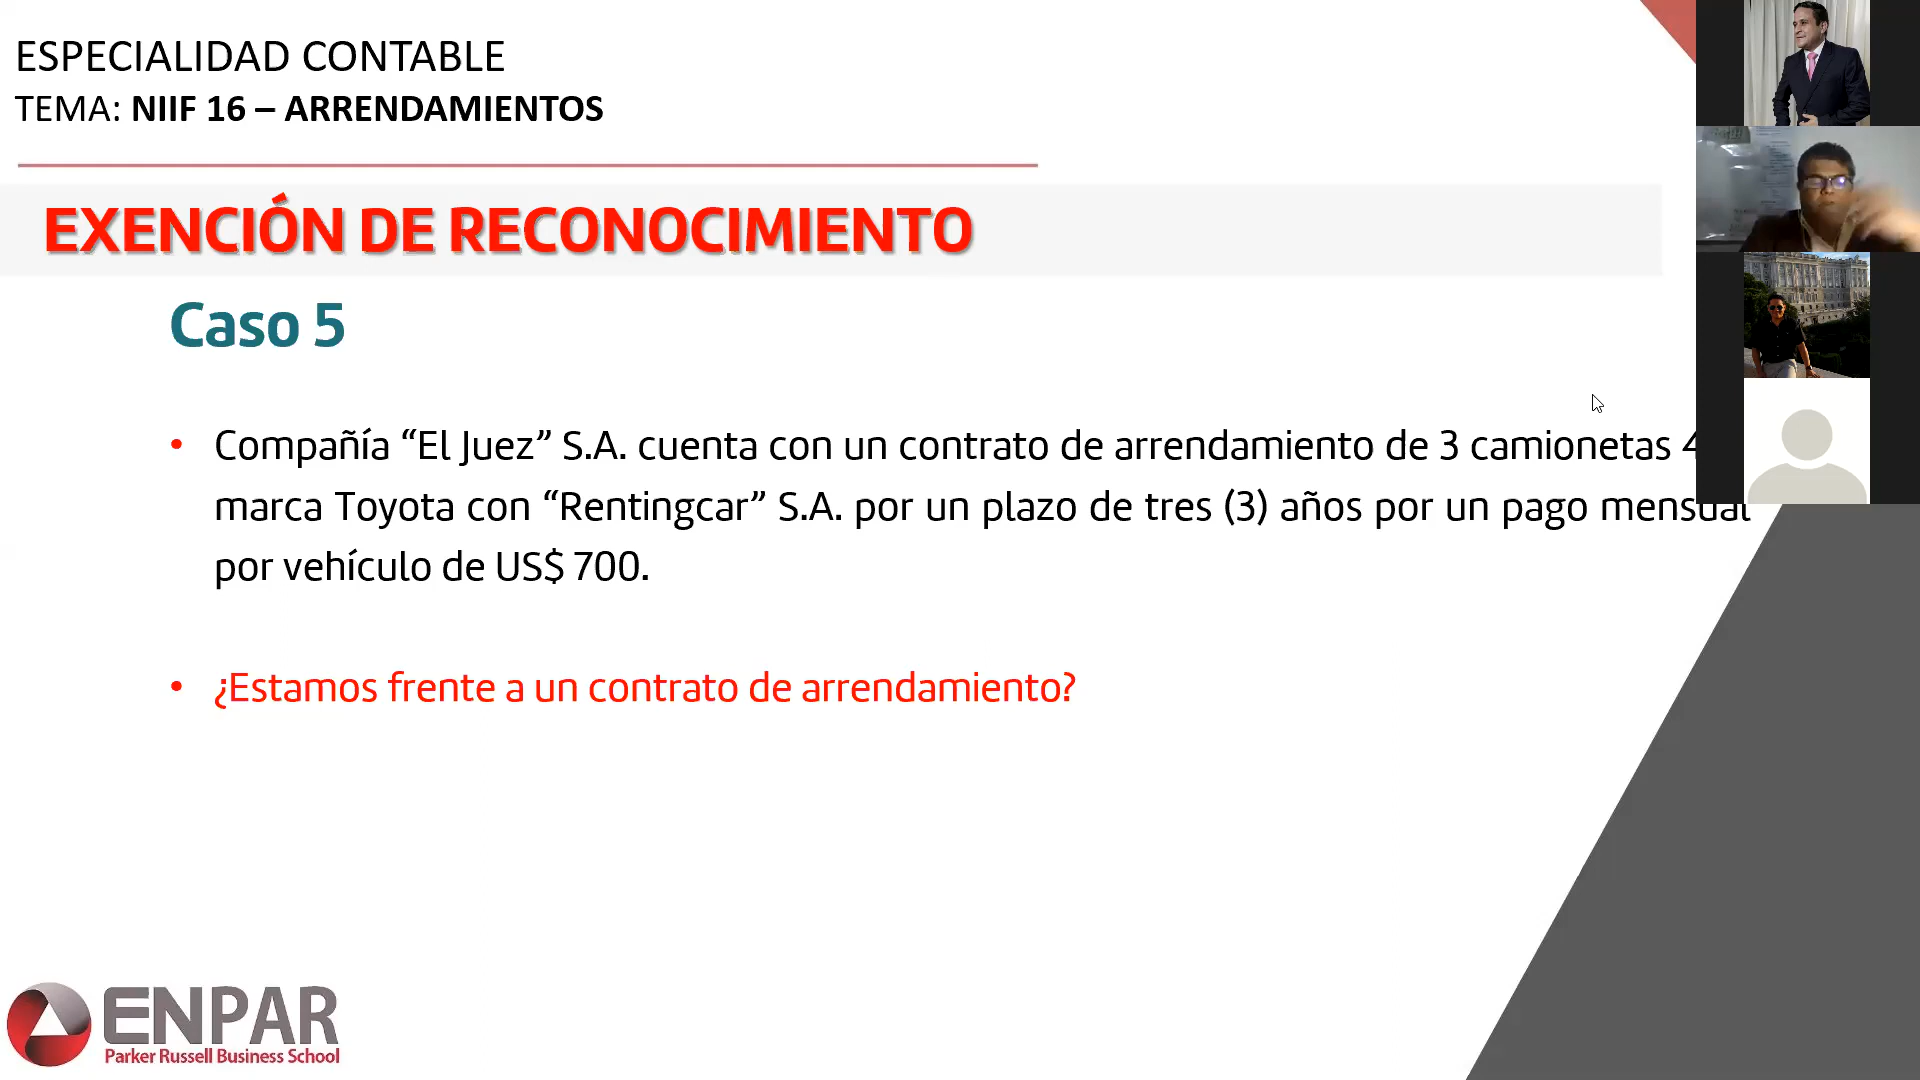 ESPECIALIDAD CONTABLE
TEMA: NIIF 16 – ARRENDAMIENTOS
EXENCIÓN DE RECONOCIMIENTO
Caso 5
• Compañía “El Juez” S.A. cuenta con un contrato de arrendamiento de 3 camionetas
marca Toyota con “Rentingcar” S.A. por un plazo de tres (3) años por un pago mensual
por vehículo de US$ 700.
• ¿Estamos frente a un contrato de arrendamiento?
ENPAR
Parker Russell Business School